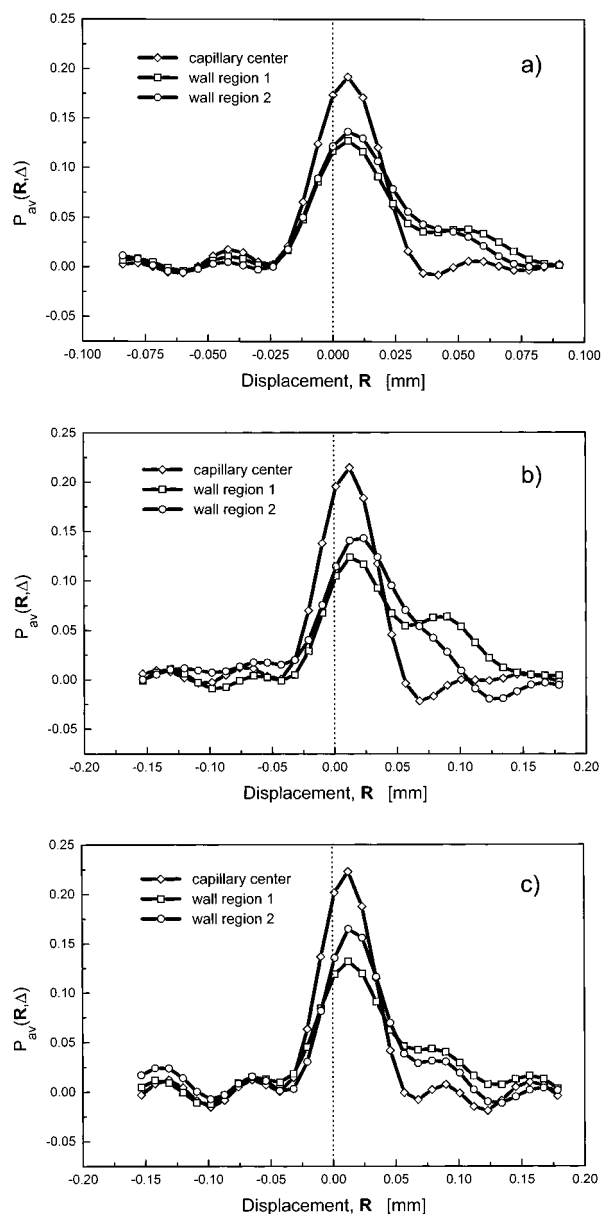 a)
capillary center
wall region 1
wall region 2
0.25
0.20
0.15
0.10
0.05
0.00
-0.05
P_av(R,Δ)
-0.100 -0.075 -0.050 -0.025 0.000 0.025 0.050 0.075 0.100
Displacement, R [mm]
b)
capillary center
wall region 1
wall region 2
0.25
0.20
0.15
0.10
0.05
0.00
-0.05
P_av(R,Δ)
-0.20 -0.15 -0.10 -0.05 0.00 0.05 0.10 0.15 0.20
Displacement, R [mm]
c)
capillary center
wall region 1
wall region 2
0.25
0.20
0.15
0.10
0.05
0.00
-0.05
P_av(R,Δ)
-0.20 -0.15 -0.10 -0.05 0.00 0.05 0.10 0.15 0.20
Displacement, R [mm]